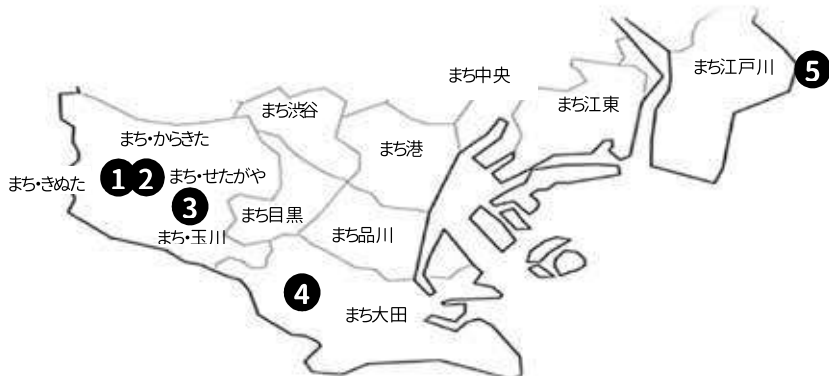 まち中央
まち江戸川
5
まち江東
まち渋谷
まち・からきた
まち港
まち・きぬた
1
2
まち・せたがや
3
まち目黒
まち・玉川
まち品川
4
まち大田